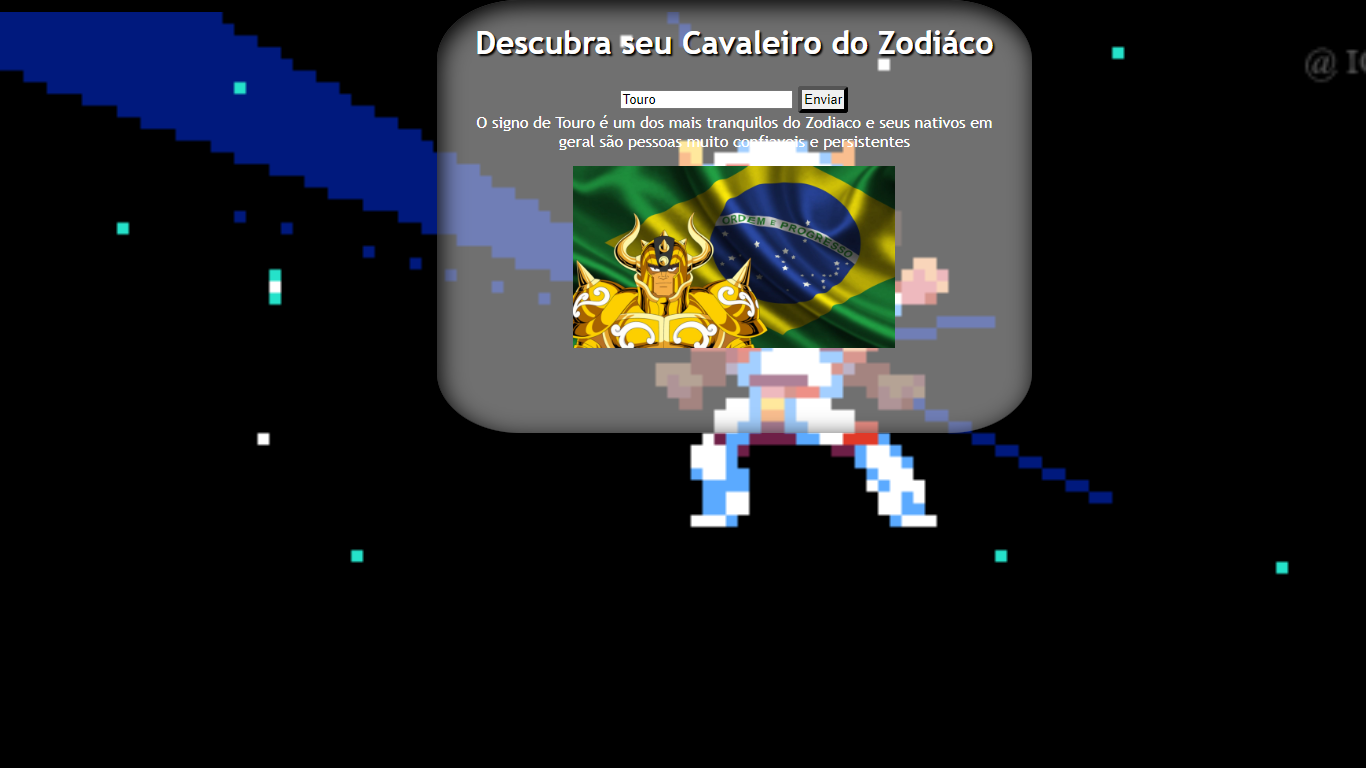 Descubra seu Cavaleiro do Zodiáco
@ I
Touro
Enviar
O signo de Touro é um dos mais tranquilos do Zodiaco e seus nativos em
geral são pessoas muito confiaveis e persistentes
ORDEM E PROGRESSO